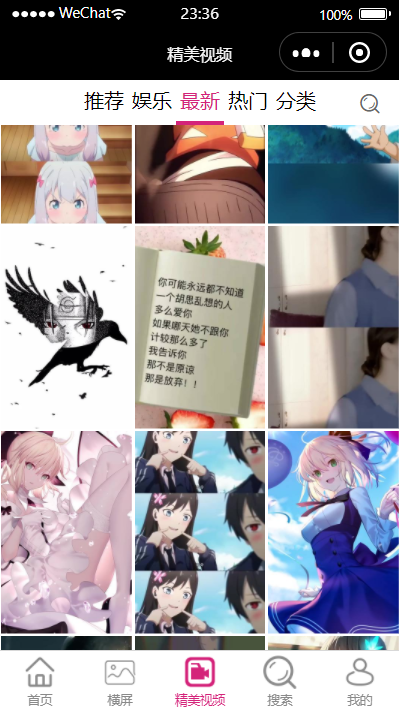 WeChat
23:36
100%
精美视频
推荐 娱乐 最新 热门 分类
你可能永远都不知道
一个胡思乱想的人
多么爱你
如果哪天她不跟你
计较那么多了
我告诉你
那不是原谅
那是放弃！！
首页
横屏
精美视频
搜索
我的